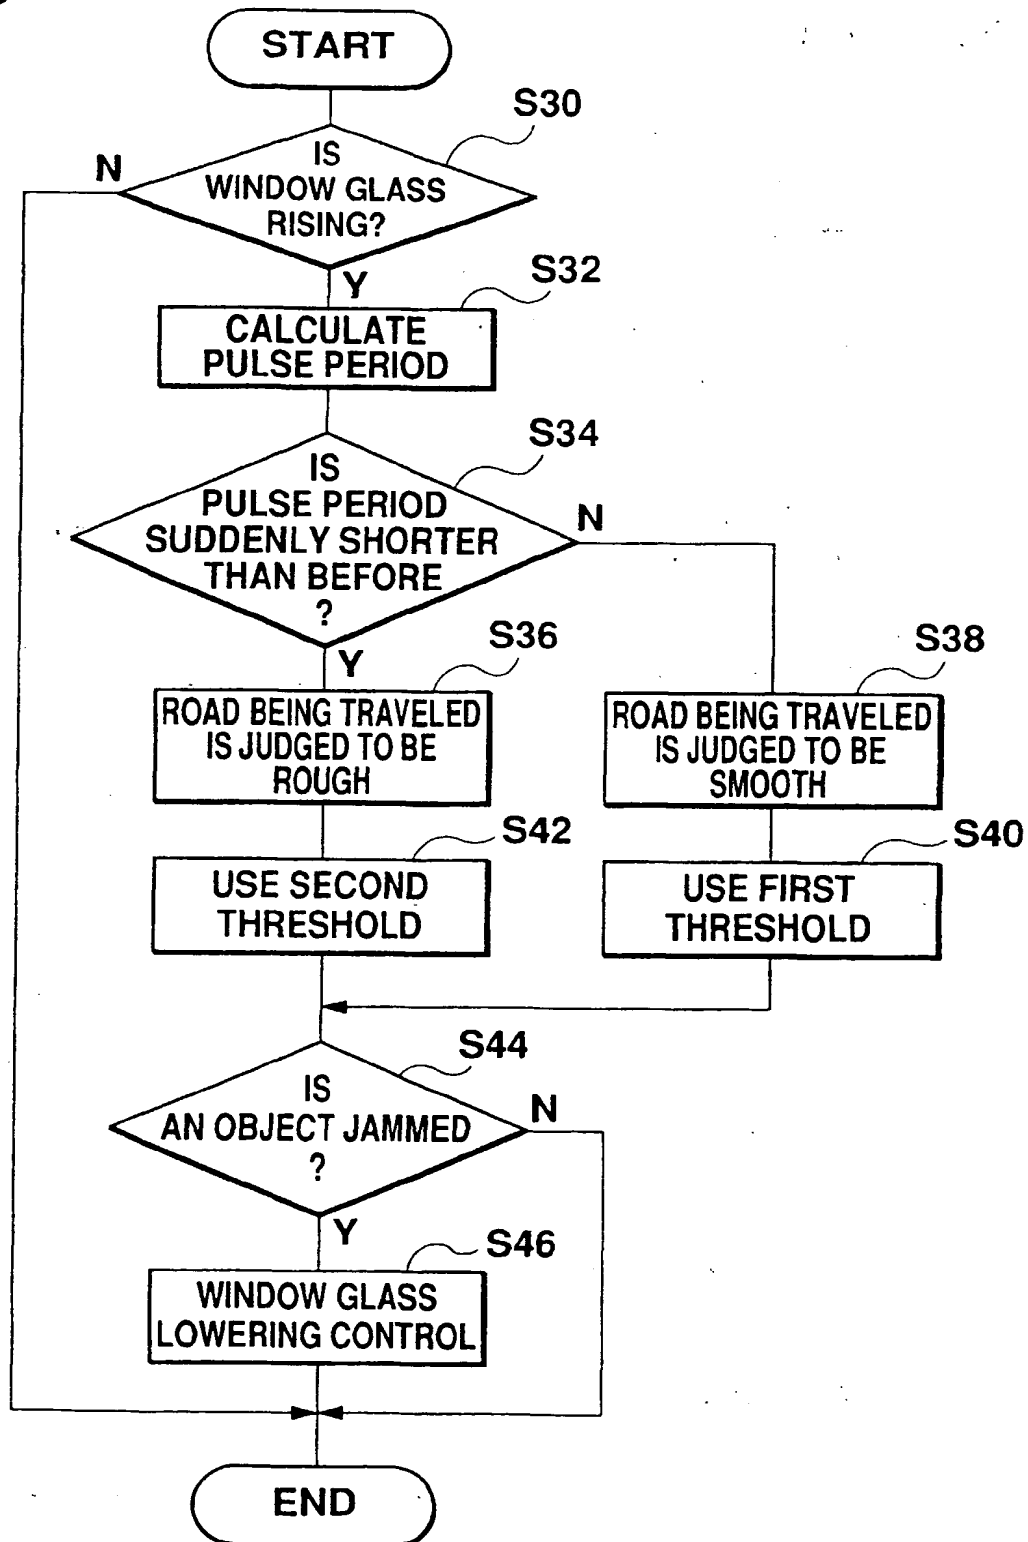 START
S30
N
IS
WINDOW GLASS
RISING?
Y
S32
CALCULATE
PULSE PERIOD
S34
IS
PULSE PERIOD
SUDDENLY SHORTER
THAN BEFORE
?
N
Y
S36
ROAD BEING TRAVELED
IS JUDGED TO BE
ROUGH
S38
ROAD BEING TRAVELED
IS JUDGED TO BE
SMOOTH
S42
USE SECOND
THRESHOLD
S40
USE FIRST
THRESHOLD
S44
IS
AN OBJECT JAMMED
?
N
Y
S46
WINDOW GLASS
LOWERING CONTROL
END